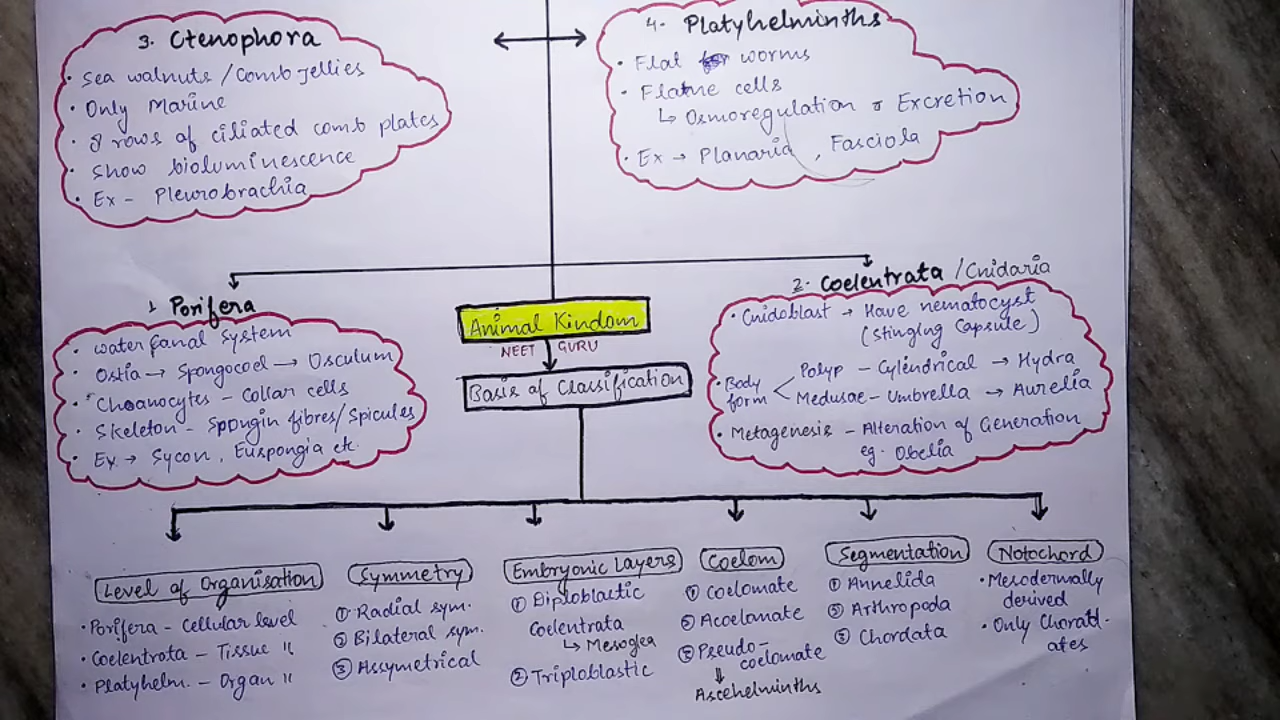 3. Ctenophora
• Sea walnuts / Comb Jellies
• Only Marine
• 8 rows of ciliated comb plates
• Show bioluminescence
• Ex - Pleurobrachia
4. Platyhelminths
• Flat worms
• Flame cells
↳ Osmoregulation & Excretion
• Ex → Planaria, Fasciola
1 Porifera
• water canal system
• Ostia → Spongocoel → Osculum
• Choanocytes - Collar cells
• Skeleton - Spongin fibres/Spicules
• Ex → Sycon, Euspongia etc.
Animal Kindom
NEET GURU
Basis of Classification
2. Coelentrata / Cnidaria
• Cnidoblast → Have nematocyst
(Stinging Capsule)
• Body form < Polyp - Cylindrical → Hydra
Medusae - Umbrella → Aurelia
• Metagenesis - Alteration of Generation
eg. Obelia
Level of Organisation
• Porifera - Cellular level
• Coelentrata - Tissue "
• Platyhelm. - Organ "
Symmetry
① Radial sym.
② Bilateral sym.
③ Assymetrical
Embryonic Layers
① Diploblastic
Coelentrata
↳ Mesoglea
② Triploblastic
Coelom
① Coelomate
② Acoelomate
③ Pseudo-
coelomate
↓
Ascehelminths
Segmentation
① Annelida
② Arthropoda
③ Chordata
Notochord
• Mesodermally
derived
• Only Chordat-
ates